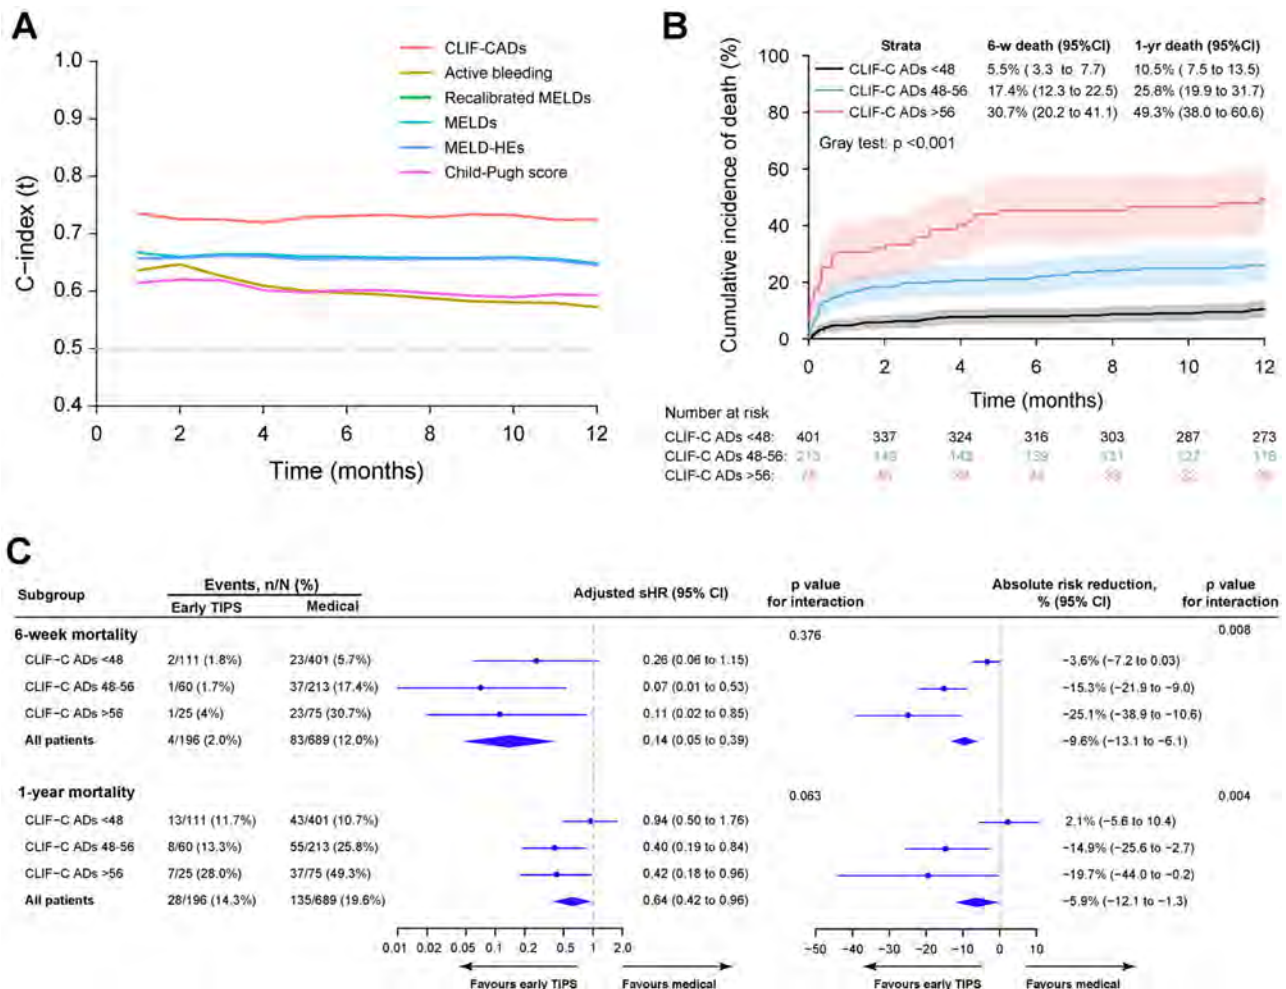 A
1.0
0.9
0.8
0.7
0.6
0.5
0.4
C-index (t)
0 2 4 6 8 10 12
Time (months)
CLIF-CADs
Active bleeding
Recalibrated MELDs
MELDs
MELD-HEs
Child-Pugh score
B
100
80
60
40
20
0
Cumulative incidence of death (%)
Strata 6-w death (95%CI) 1-yr death (95%CI)
CLIF-C ADs <48 5.5% ( 3.3 to 7.7) 10.5% ( 7.5 to 13.5)
CLIF-C ADs 48-56 17.4% (12.3 to 22.5) 25.8% (19.9 to 31.7)
CLIF-C ADs >56 30.7% (20.2 to 41.1) 49.3% (38.0 to 60.6)
Gray test: p <0.001
0 2 4 6 8 10 12
Time (months)
Number at risk
CLIF-C ADs <48: 401 337 324 316 303 287 273
CLIF-C ADs 48-56: 213
CLIF-C ADs >56:
C
Subgroup Events, n/N (%) Adjusted sHR (95% CI) p value for interaction Absolute risk reduction, % (95% CI) p value for interaction
Early TIPS Medical
6-week mortality 0.376 0.008
CLIF-C ADs <48 2/111 (1.8%) 23/401 (5.7%) 0.26 (0.06 to 1.15) −3.6% (−7.2 to 0.03)
CLIF-C ADs 48-56 1/60 (1.7%) 37/213 (17.4%) 0.07 (0.01 to 0.53) −15.3% (−21.9 to −9.0)
CLIF-C ADs >56 1/25 (4%) 23/75 (30.7%) 0.11 (0.02 to 0.85) −25.1% (−38.9 to −10.6)
All patients 4/196 (2.0%) 83/689 (12.0%) 0.14 (0.05 to 0.39) −9.6% (−13.1 to −6.1)
1-year mortality 0.063 0.004
CLIF-C ADs <48 13/111 (11.7%) 43/401 (10.7%) 0.94 (0.50 to 1.76) 2.1% (−5.6 to 10.4)
CLIF-C ADs 48-56 8/60 (13.3%) 55/213 (25.8%) 0.40 (0.19 to 0.84) −14.9% (−25.6 to −2.7)
CLIF-C ADs >56 7/25 (28.0%) 37/75 (49.3%) 0.42 (0.18 to 0.96) −19.7% (−44.0 to −0.2)
All patients 28/196 (14.3%) 135/689 (19.6%) 0.64 (0.42 to 0.96) −5.9% (−12.1 to −1.3)
0.01 0.02 0.05 0.1 0.2 0.5 1 2.0 −50 −40 −30 −20 −10 0 10
Favours early TIPS Favours medical Favours early TIPS Favours medical